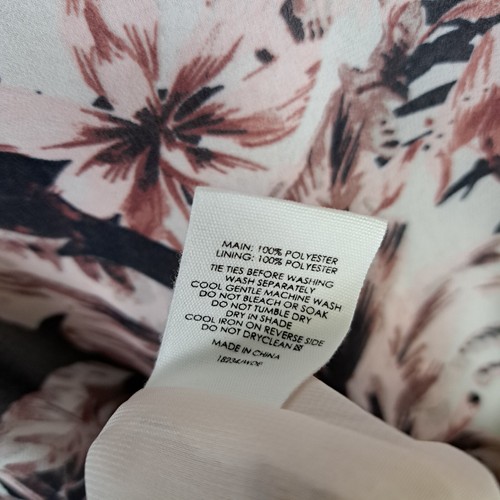 MAIN: 100% POLYESTER
LINING: 100% POLYESTER
TIE TIES BEFORE WASHING
WASH SEPARATELY
COOL GENTLE MACHINE WASH
DO NOT BLEACH OR SOAK
DO NOT TUMBLE DRY
DRY IN SHADE
COOL IRON ON REVERSE SIDE
DO NOT DRYCLEAN
MADE IN CHINA